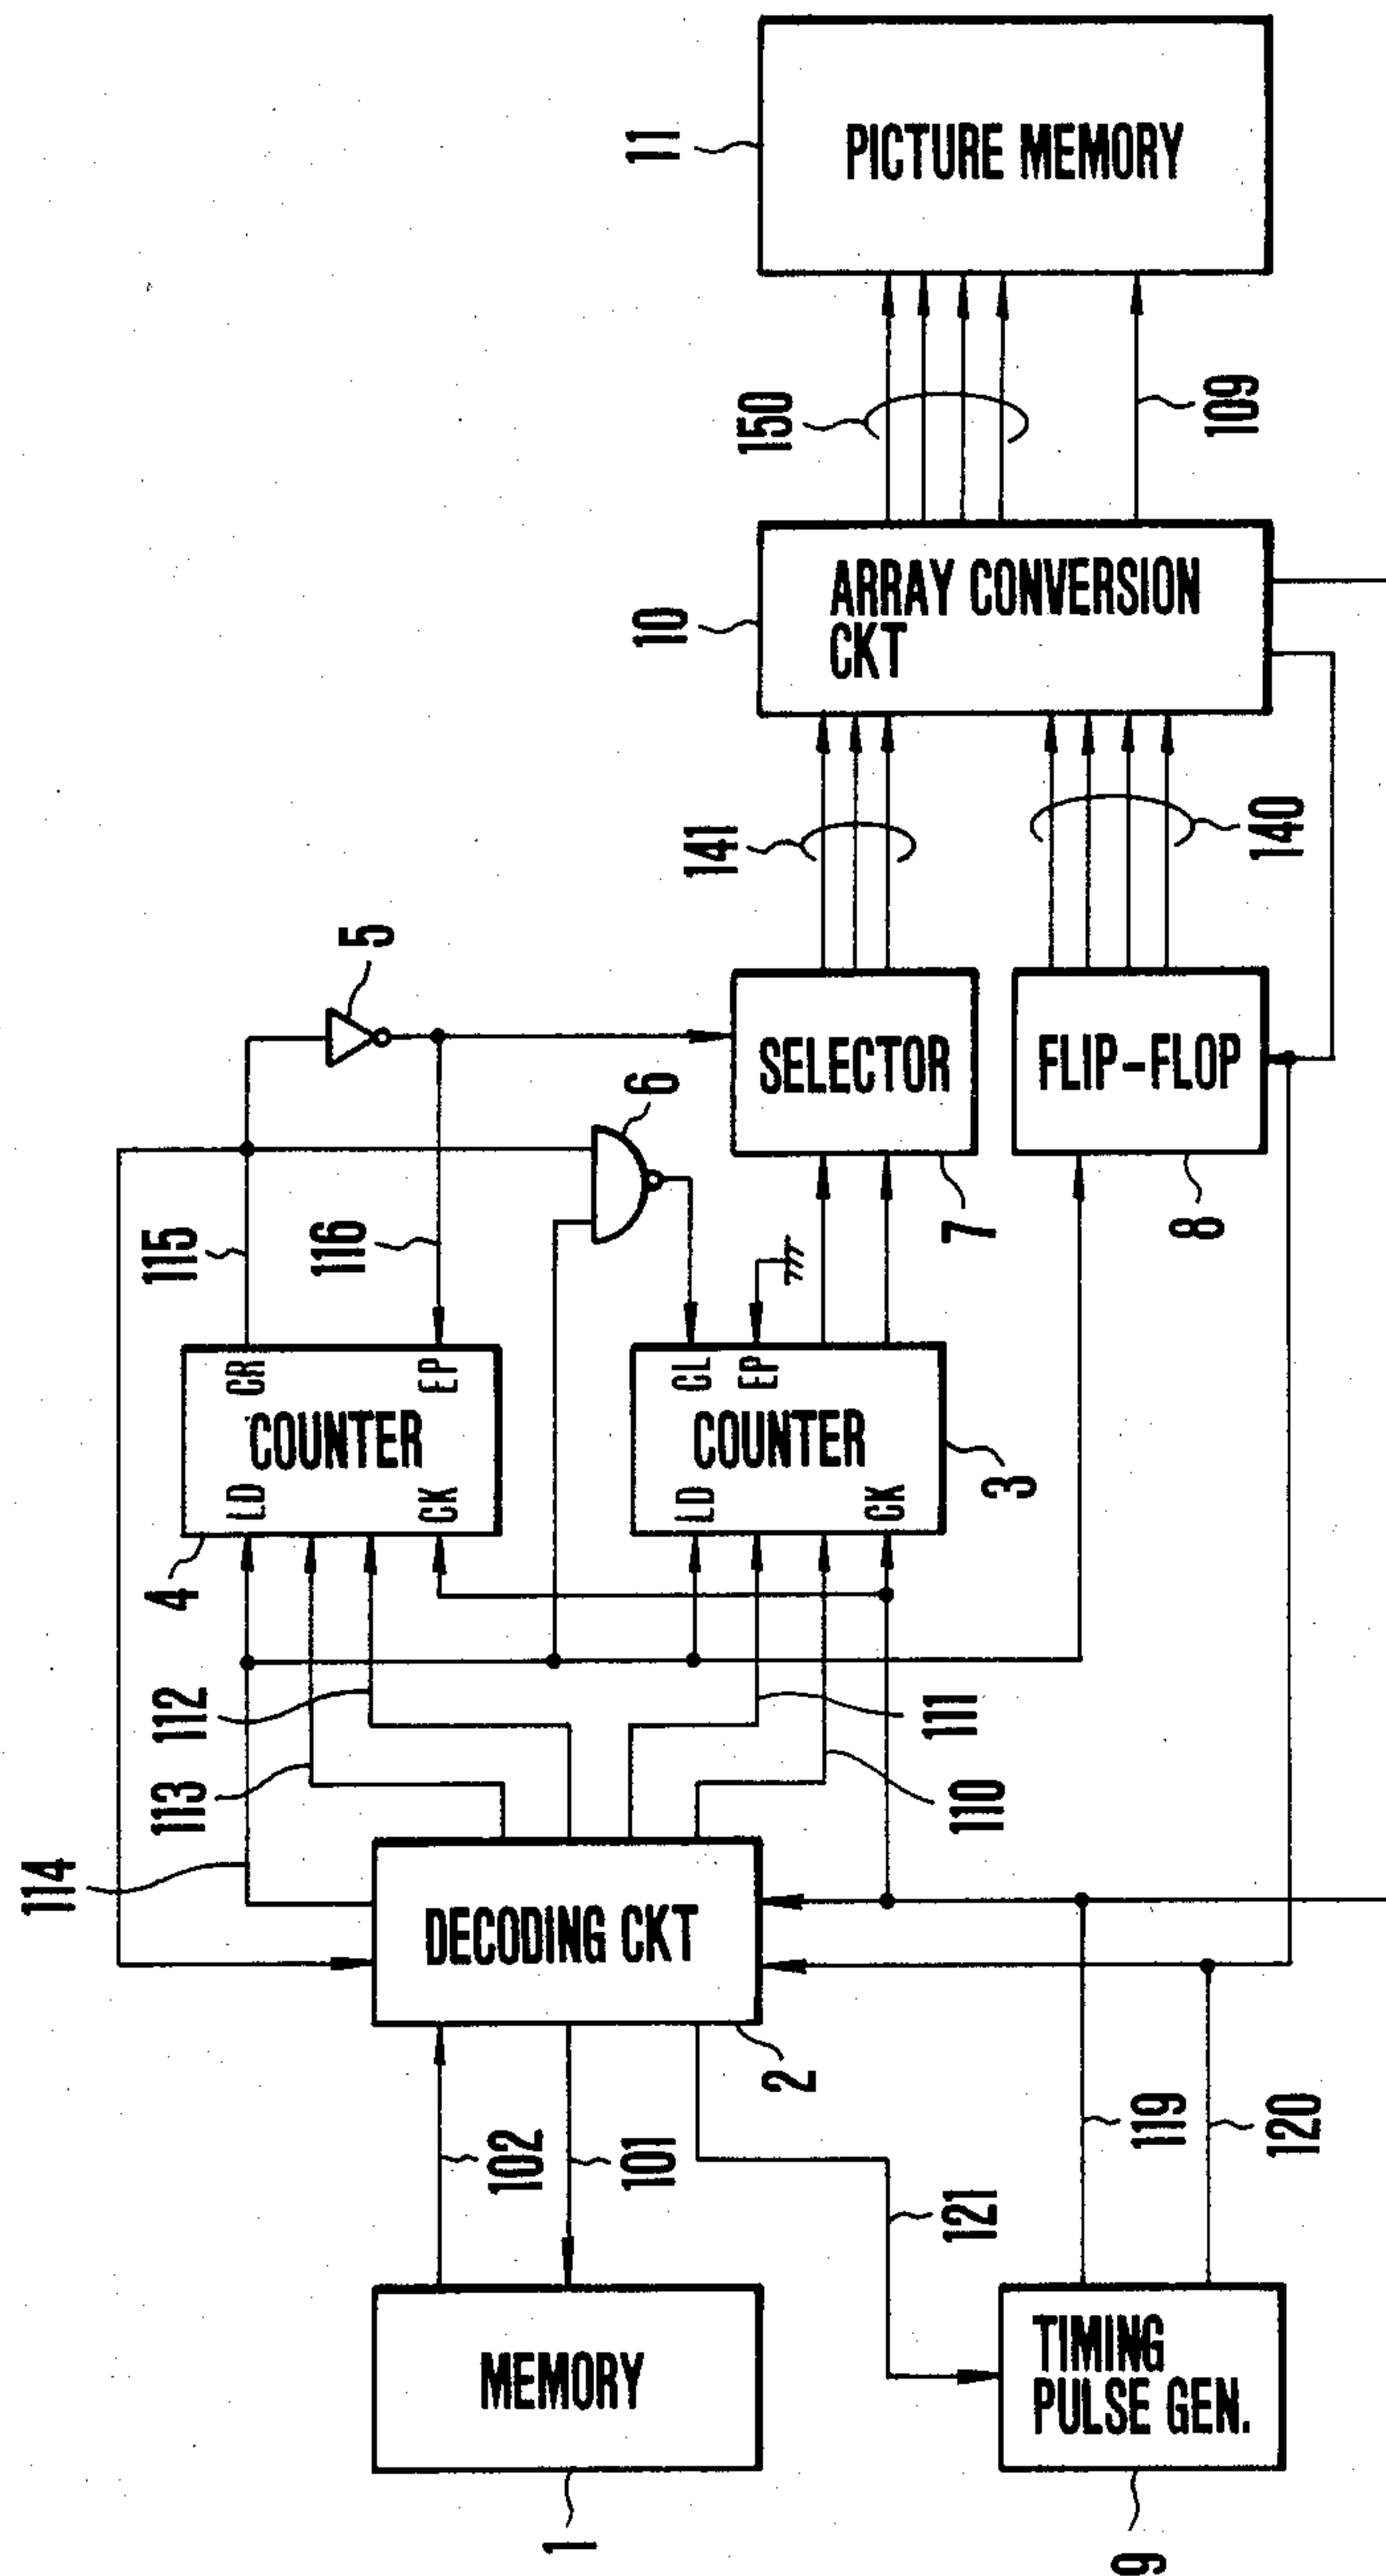 114
113
112
4
LD
CK
COUNTER
CR
EP
115
116
5
102
101
DECODING CKT
2
111
110
LD
CK
COUNTER
CL
EP
3
6
MEMORY
1
121
SELECTOR
7
141
10
ARRAY CONVERSION
CKT
150
11
PICTURE MEMORY
TIMING
PULSE GEN.
9
119
120
FLIP-FLOP
8
140
109